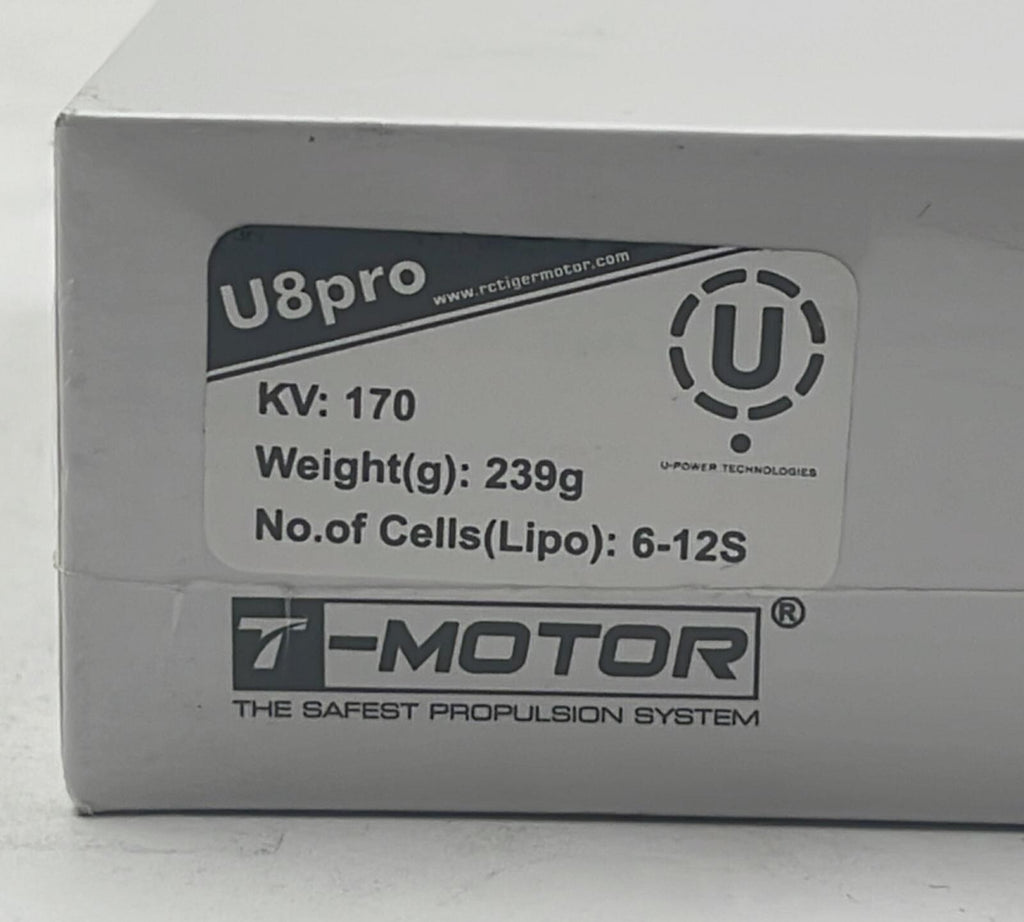 U8pro www.rctigermotor.com
U
KV: 170
Weight(g): 239g
U-POWER TECHNOLOGIES
No.of Cells(Lipo): 6-12S
T-MOTOR®
THE SAFEST PROPULSION SYSTEM